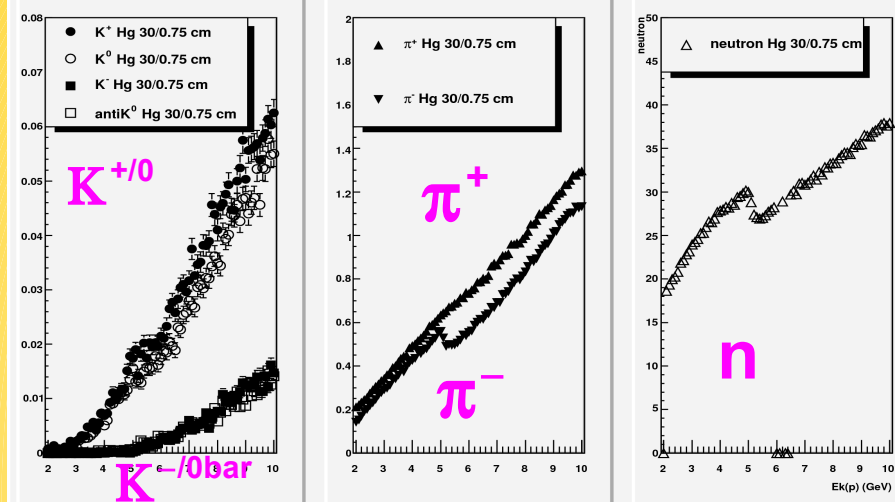 0.08
K+ Hg 30/0.75 cm
K0 Hg 30/0.75 cm
K- Hg 30/0.75 cm
antiK0 Hg 30/0.75 cm
0.07
0.06
0.05
0.04
0.03
0.02
0.01
0
K+/0
K−/0bar
2 3 4 5 6 7 8 9 10
2
π+ Hg 30/0.75 cm
π- Hg 30/0.75 cm
1.8
1.6
1.4
1.2
1
0.8
0.6
0.4
0.2
0
π+
π−
2 3 4 5 6 7 8 9 10
neutron
50
neutron Hg 30/0.75 cm
45
40
35
30
25
20
15
10
5
0
n
2 3 4 5 6 7 8 9 10
Ek(p) (GeV)